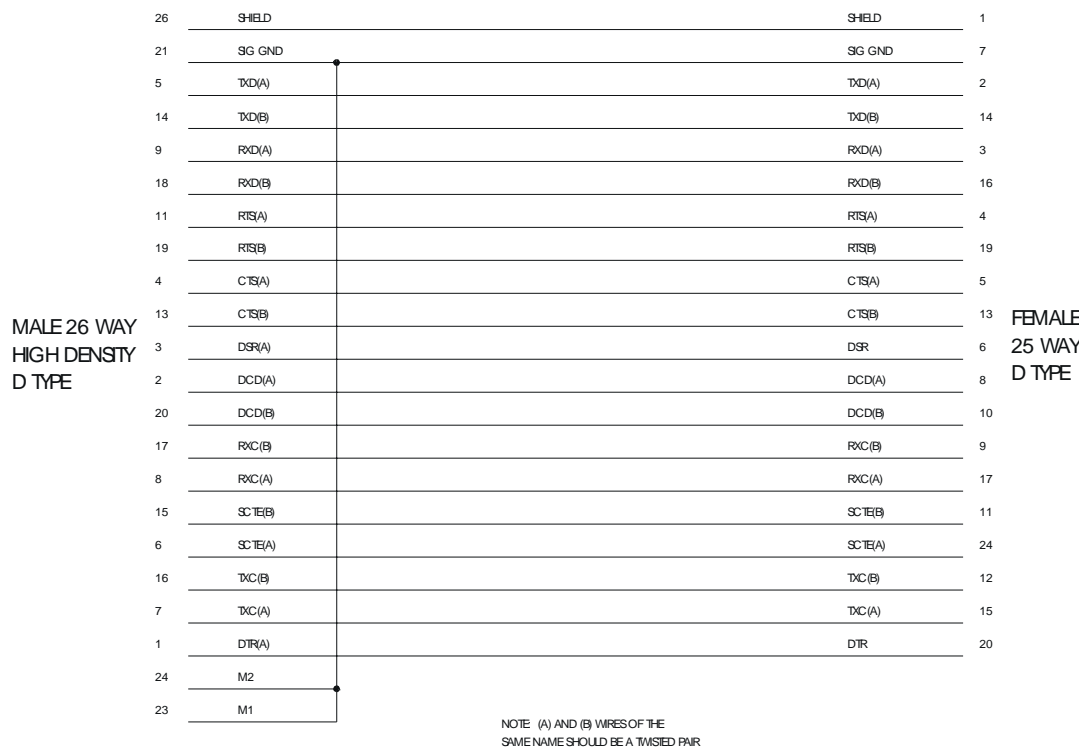 26 SHIELD SHIELD 1
21 SIG GND SIG GND 7
5 TXD(A) TXD(A) 2
14 TXD(B) TXD(B) 14
9 RXD(A) RXD(A) 3
18 RXD(B) RXD(B) 16
11 RTS(A) RTS(A) 4
19 RTS(B) RTS(B) 19
4 CTS(A) CTS(A) 5
13 CTS(B) CTS(B) 13
MALE 26 WAY
HIGH DENSITY
D TYPE
FEMALE
25 WAY
D TYPE
3 DSR(A) DSR 6
2 DCD(A) DCD(A) 8
20 DCD(B) DCD(B) 10
17 RXC(B) RXC(B) 9
8 RXC(A) RXC(A) 17
15 SCTE(B) SCTE(B) 11
6 SCTE(A) SCTE(A) 24
16 TXC(B) TXC(B) 12
7 TXC(A) TXC(A) 15
1 DTR(A) DTR 20
24 M2
23 M1
NOTE: (A) AND (B) WIRES OF THE
SAME NAME SHOULD BE A TWISTED PAIR